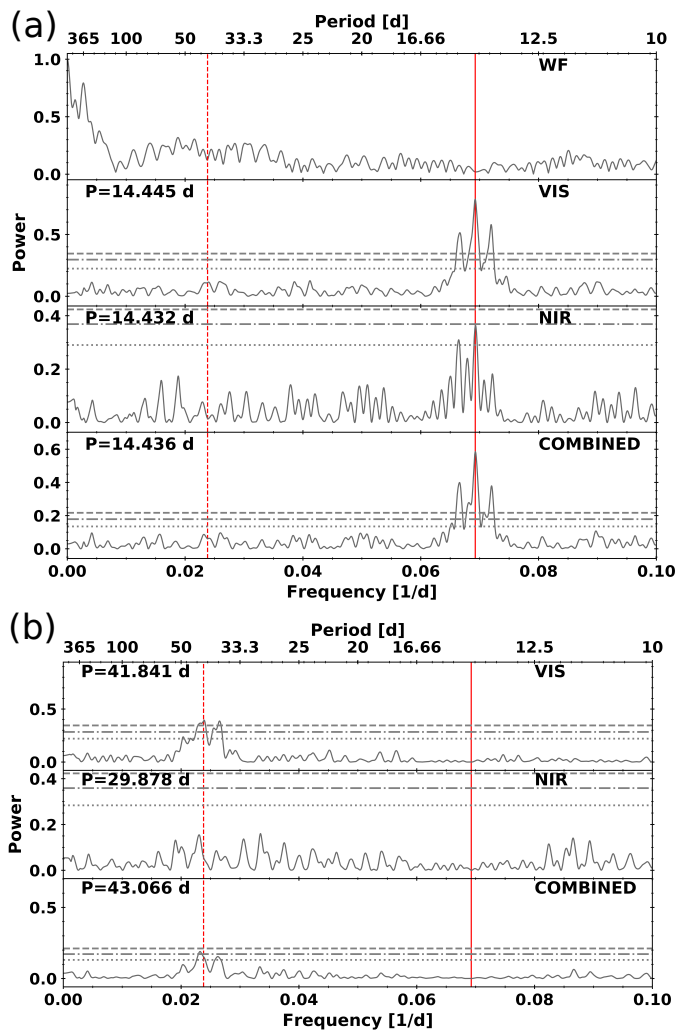 (a)
Period [d]
365 100 50 33.3 25 20 16.66 12.5 10
WF
1.0
0.5
0.0
P=14.445 d VIS
0.5
0.0
P=14.432 d NIR
0.4
0.2
0.0
P=14.436 d COMBINED
0.6
0.4
0.2
0.0
Power
0.00 0.02 0.04 0.06 0.08 0.10
Frequency [1/d]
(b)
Period [d]
365 100 50 33.3 25 20 16.66 12.5 10
P=41.841 d VIS
0.5
0.0
P=29.878 d NIR
0.4
0.2
0.0
P=43.066 d COMBINED
0.5
0.0
Power
0.00 0.02 0.04 0.06 0.08 0.10
Frequency [1/d]